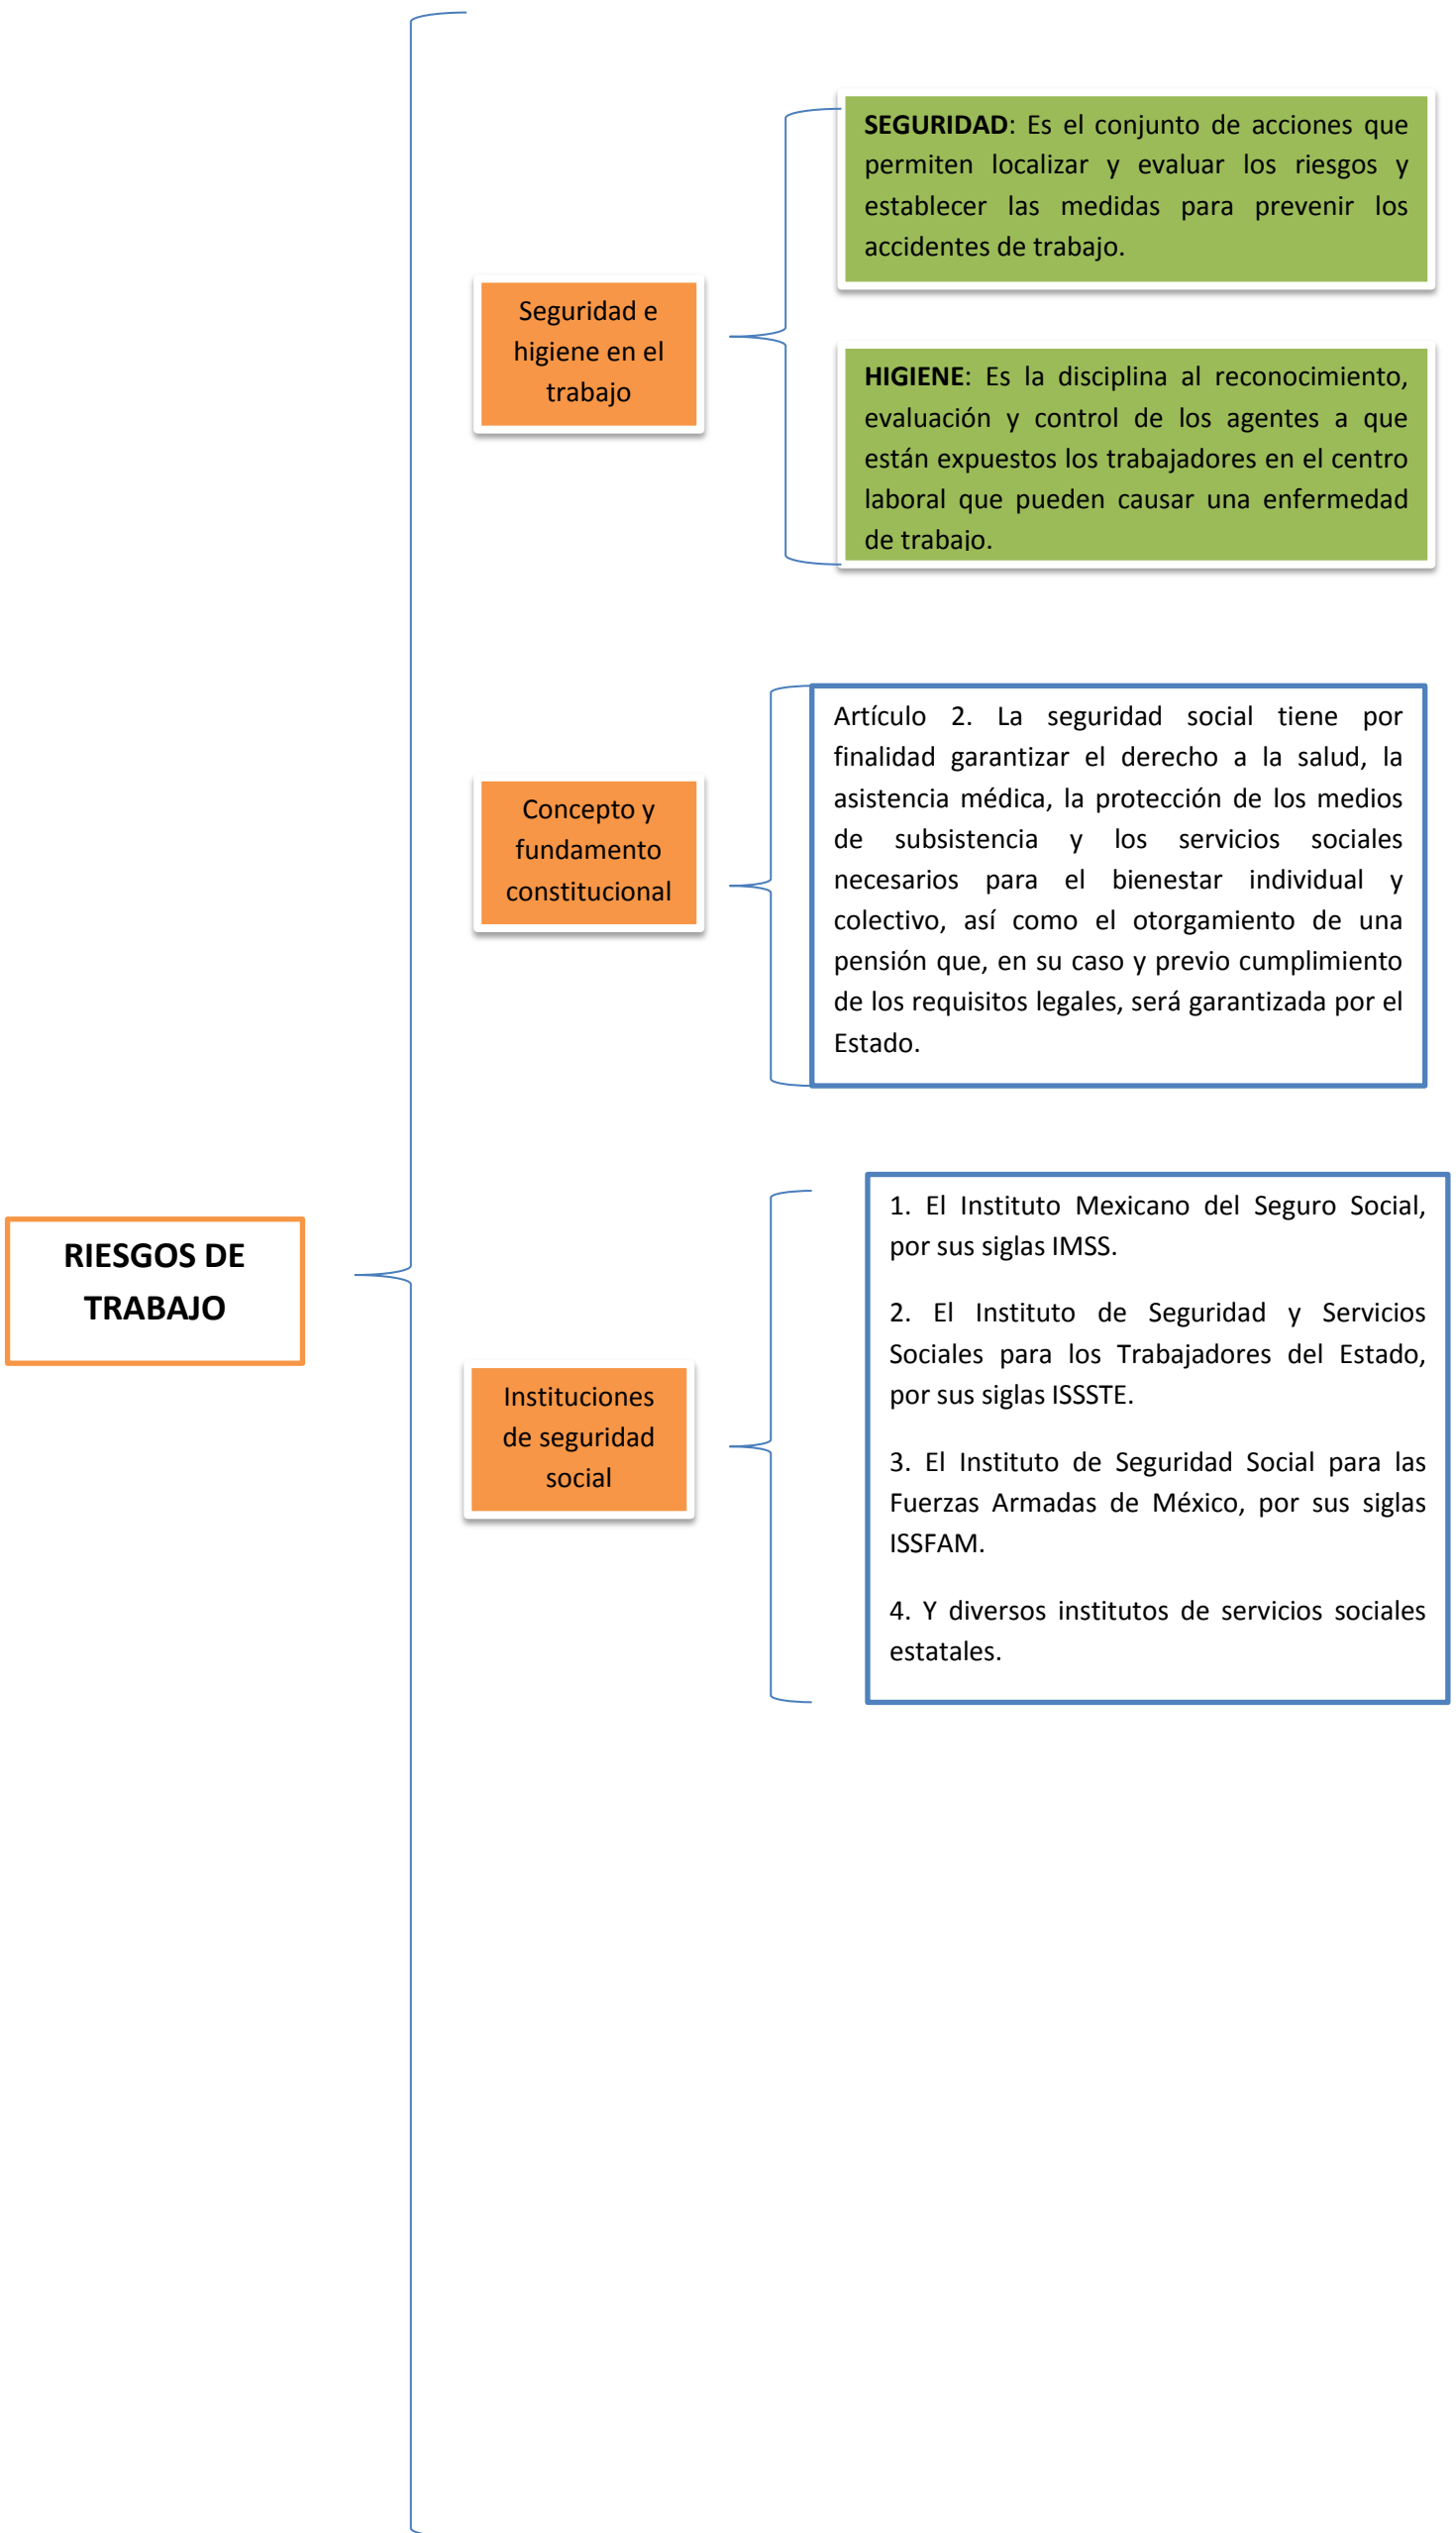 SEGURIDAD: Es el conjunto de acciones que
permiten localizar y evaluar los riesgos y
establecer las medidas para prevenir los
accidentes de trabajo.
Seguridad e
higiene en el
trabajo
HIGIENE: Es la disciplina al reconocimiento,
evaluación y control de los agentes a que
están expuestos los trabajadores en el centro
laboral que pueden causar una enfermedad
de trabajo.
Concepto y
fundamento
constitucional
Artículo 2. La seguridad social tiene por
finalidad garantizar el derecho a la salud, la
asistencia médica, la protección de los medios
de subsistencia y los servicios sociales
necesarios para el bienestar individual y
colectivo, así como el otorgamiento de una
pensión que, en su caso y previo cumplimiento
de los requisitos legales, será garantizada por el
Estado.
RIESGOS DE
TRABAJO
Instituciones
de seguridad
social
1. El Instituto Mexicano del Seguro Social,
por sus siglas IMSS.
2. El Instituto de Seguridad y Servicios
Sociales para los Trabajadores del Estado,
por sus siglas ISSSTE.
3. El Instituto de Seguridad Social para las
Fuerzas Armadas de México, por sus siglas
ISSFAM.
4. Y diversos institutos de servicios sociales
estatales.